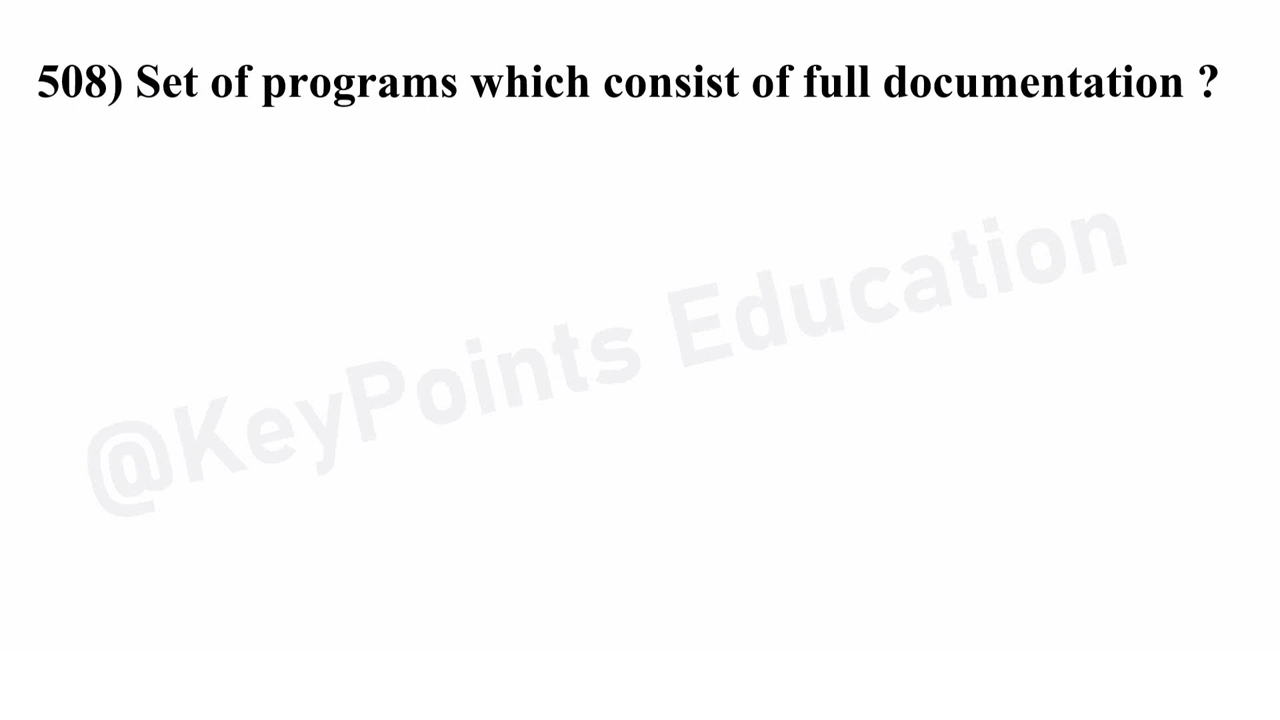 508) Set of programs which consist of full documentation ?
@KeyPoints Education